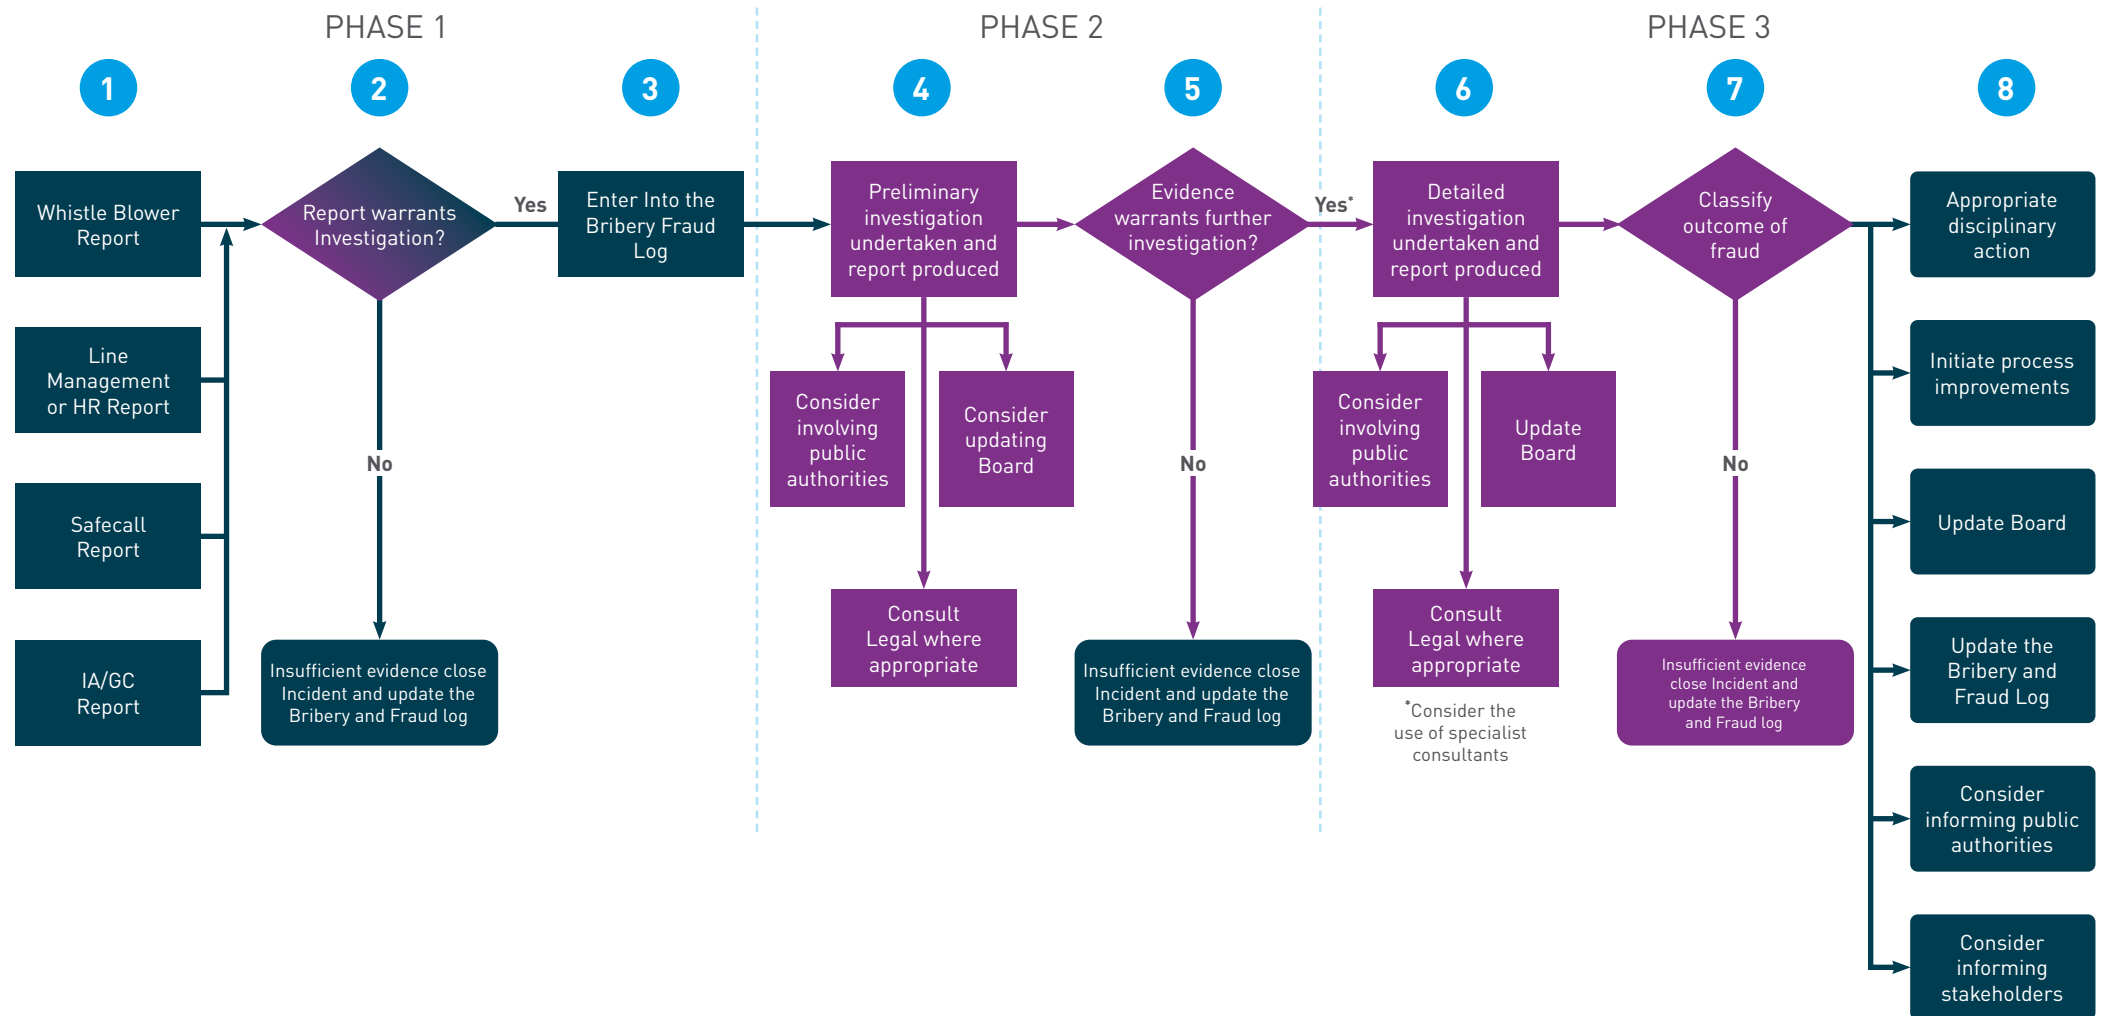 PHASE 1
PHASE 2
PHASE 3
1
2
3
4
5
6
7
8
Whistle Blower
Report
Line
Management
or HR Report
Safecall
Report
IA/GC
Report
Report warrants
Investigation?
Yes
No
Insufficient evidence close
Incident and update the
Bribery and Fraud log
Enter Into the
Bribery Fraud
Log
Preliminary
investigation
undertaken and
report produced
Consider
involving
public
authorities
Consider
updating
Board
Consult
Legal where
appropriate
Evidence
warrants further
investigation?
Yes*
No
Insufficient evidence close
Incident and update the
Bribery and Fraud log
Detailed
investigation
undertaken and
report produced
Consider
involving
public
authorities
Update
Board
Consult
Legal where
appropriate
*Consider the
use of specialist
consultants
Classify
outcome of
fraud
No
Insufficient evidence
close Incident and
update the Bribery
and Fraud log
Appropriate
disciplinary
action
Initiate process
improvements
Update Board
Update the
Bribery and
Fraud Log
Consider
informing public
authorities
Consider
informing
stakeholders